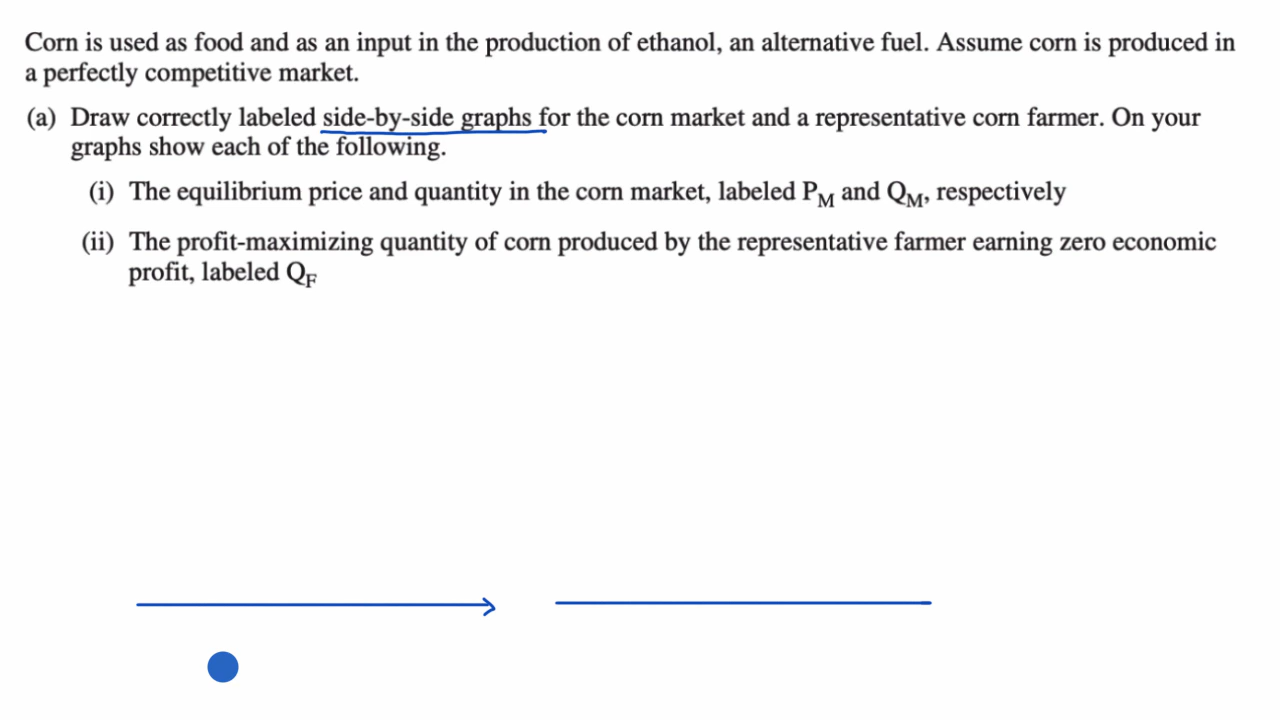 Corn is used as food and as an input in the production of ethanol, an alternative fuel. Assume corn is produced in
a perfectly competitive market.
(a) Draw correctly labeled side-by-side graphs for the corn market and a representative corn farmer. On your
graphs show each of the following.
(i) The equilibrium price and quantity in the corn market, labeled PM and QM, respectively
(ii) The profit-maximizing quantity of corn produced by the representative farmer earning zero economic
profit, labeled QF